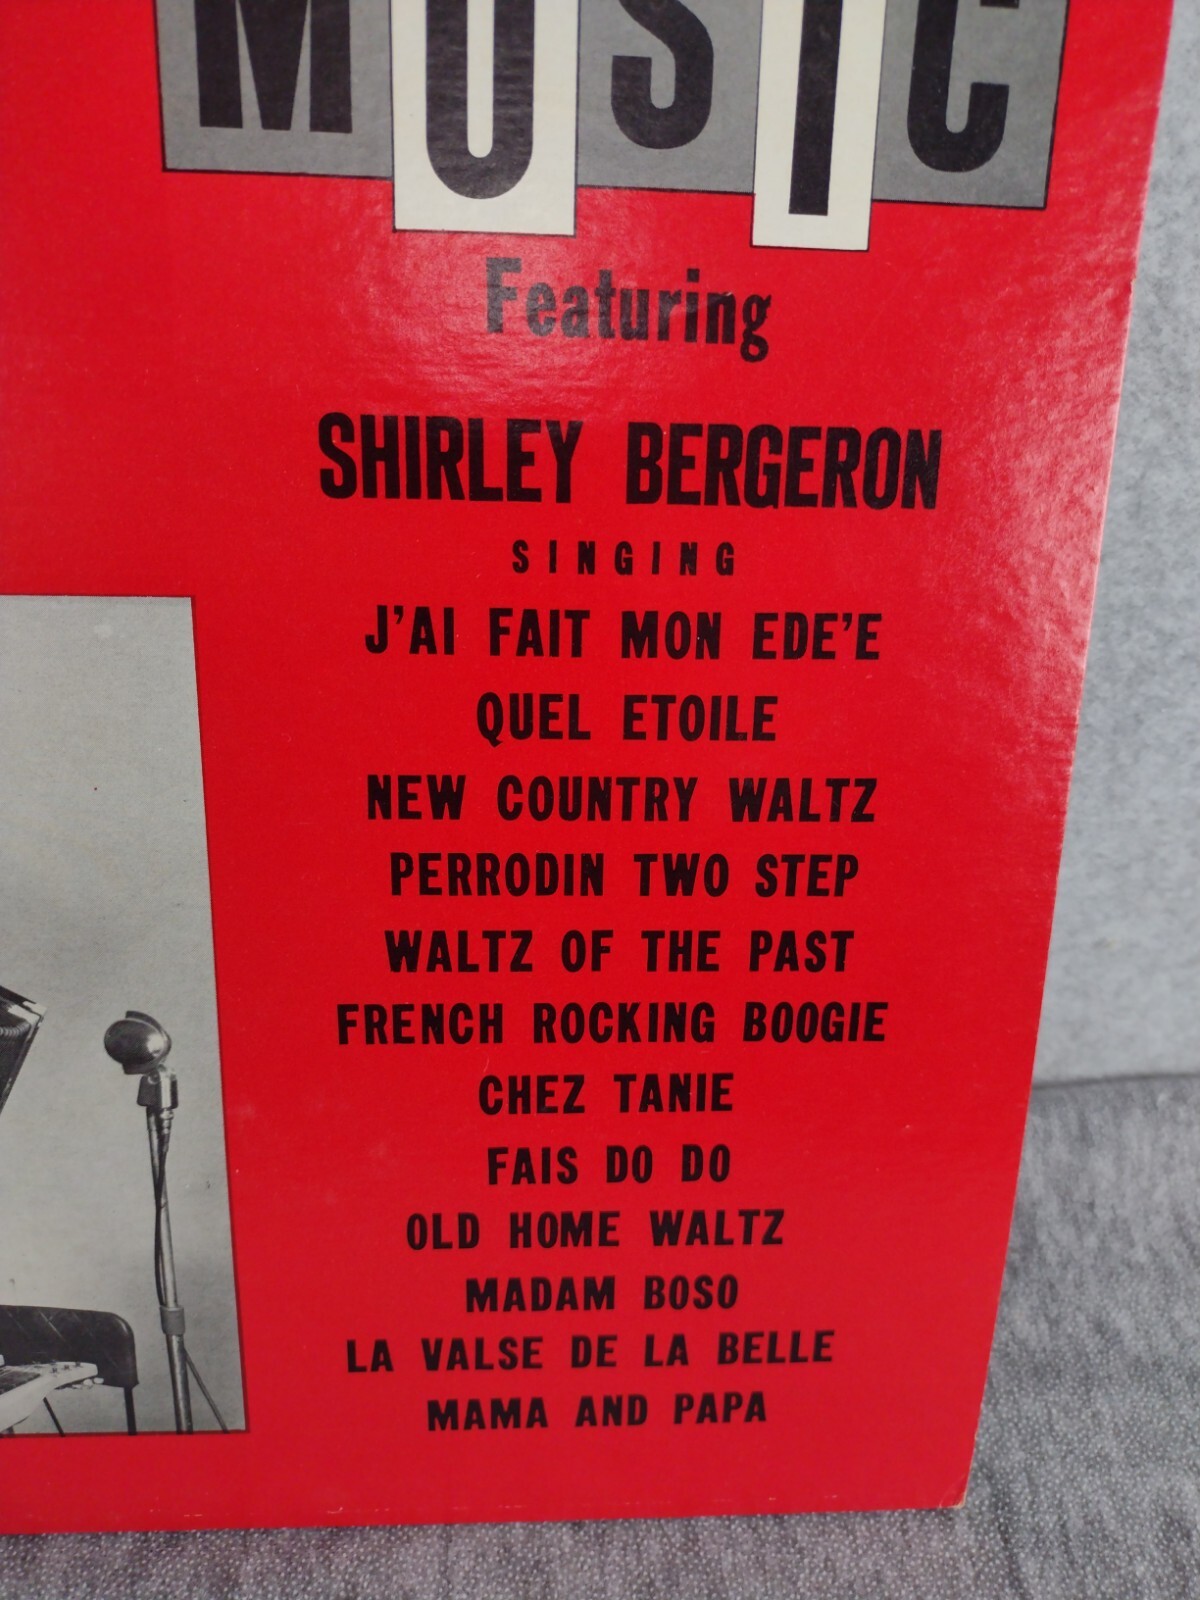 MUSIC
Featuring
SHIRLEY BERGERON
SINGING
J'AI FAIT MON EDE'E
QUEL ETOILE
NEW COUNTRY WALTZ
PERRODIN TWO STEP
WALTZ OF THE PAST
FRENCH ROCKING BOOGIE
CHEZ TANIE
FAIS DO DO
OLD HOME WALTZ
MADAM BOSO
LA VALSE DE LA BELLE
MAMA AND PAPA